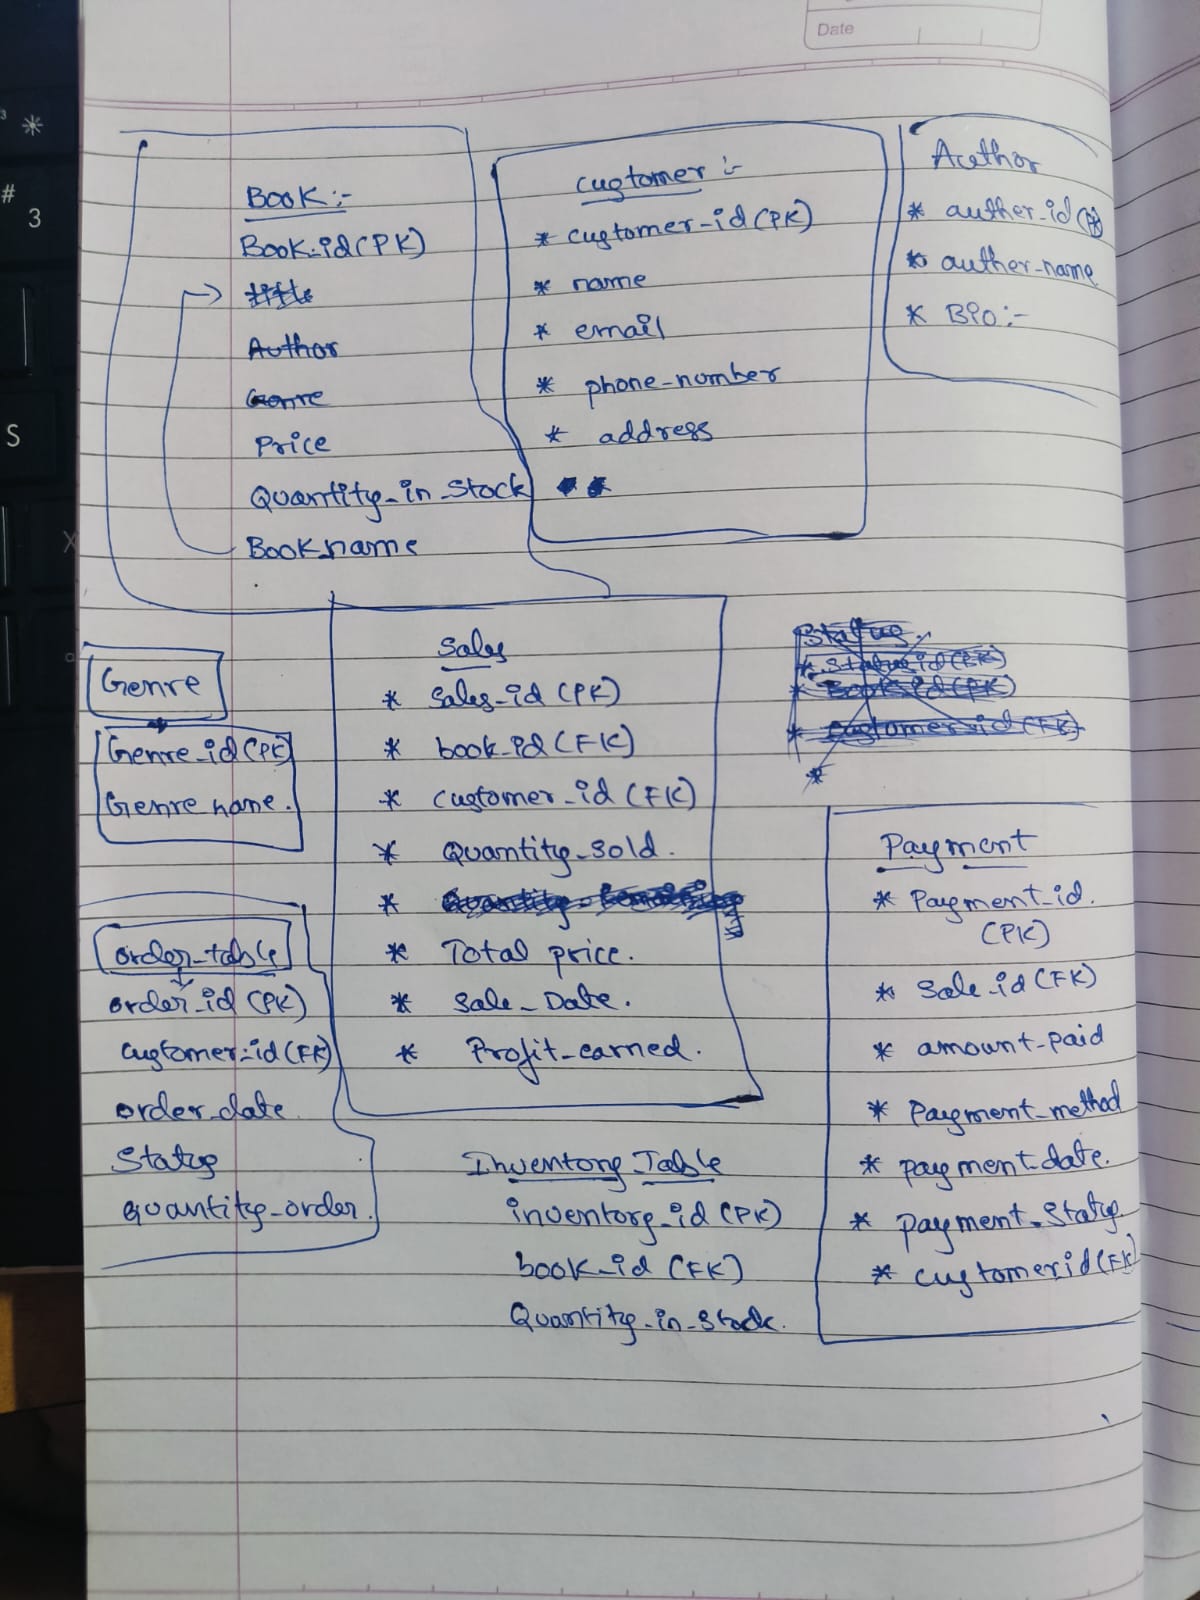 Date
Book :-
Book-id(PK)
title
Author
Genre
Price
Quantity-in-stock
Book name
Customer :-
* customer-id(PK)
* name
* email
* phone-number
* address
Author
* auther-id
* auther-name
* Bio :-
Genre
Genre-id(PK)
Genre name.
Sales
* Sales-id (PK)
* book-id (FK)
* Customer-id (FK)
* Quantity-sold.
*
* Total price.
* Sale-Date.
* Profit-earned.
Status
* Status id(PK)
* Book id(FK)
* Customer-id(FK)
*
Payment
* Payment-id.
(PK)
* Sale-id(FK)
* amount-paid
* Payment-method
* payment-date.
* payment-Status
* customerid(FK)
order-table
order-id (PK)
Customer-id(FK)
order-date
Status
quantity-order.
Inventory Table
inventory-id (PK)
book-id (FK)
Quantity-in-stock.
*
#
3
S
X